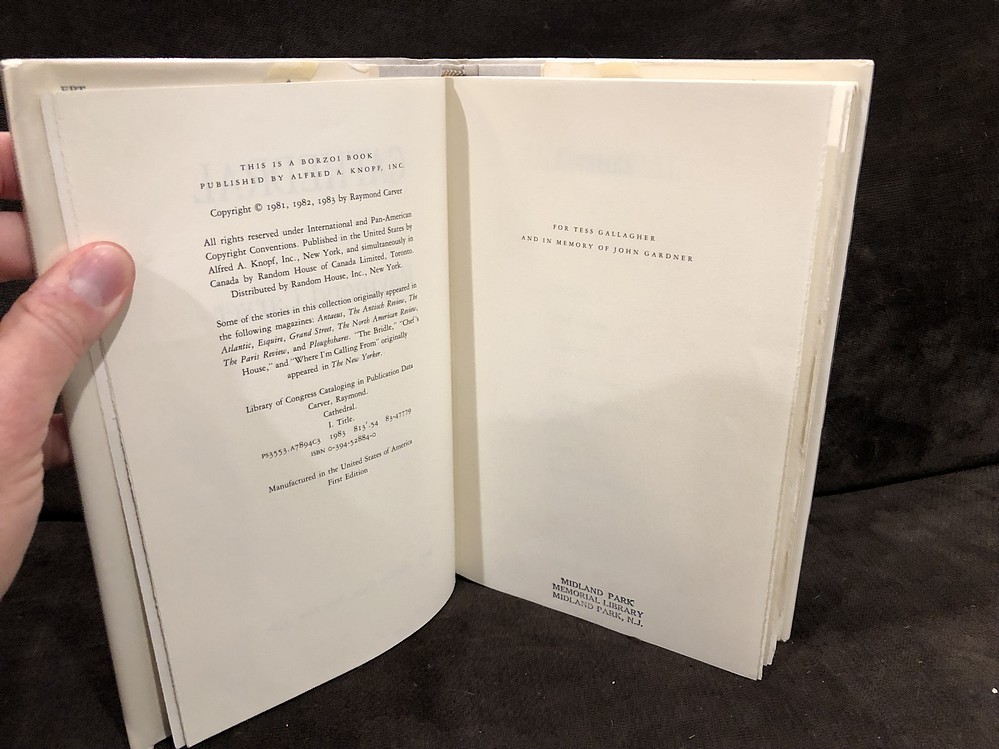 THIS IS A BORZOI BOOK
PUBLISHED BY ALFRED A. KNOPF, INC.
Copyright © 1981, 1982, 1983 by Raymond Carver
All rights reserved under International and Pan-American
Copyright Conventions. Published in the United States by
Alfred A. Knopf, Inc., New York, and simultaneously in
Canada by Random House of Canada Limited, Toronto.
Distributed by Random House, Inc., New York.
Some of the stories in this collection originally appeared in
the following magazines: Antaeus, The Antioch Review, The
Atlantic, Esquire, Grand Street, The North American Review,
The Paris Review, and Ploughshares. "The Bridle," "Chef's
House," and "Where I'm Calling From" originally
appeared in The New Yorker.
Library of Congress Cataloging in Publication Data
Carver, Raymond.
Cathedral.
I. Title.
PS3553.A7894C3 1983 813'.54 83-47779
ISBN 0-394-52884-0
Manufactured in the United States of America
First Edition
FOR TESS GALLAGHER
AND IN MEMORY OF JOHN GARDNER
MIDLAND PARK
MEMORIAL LIBRARY
MIDLAND PARK, N.J.